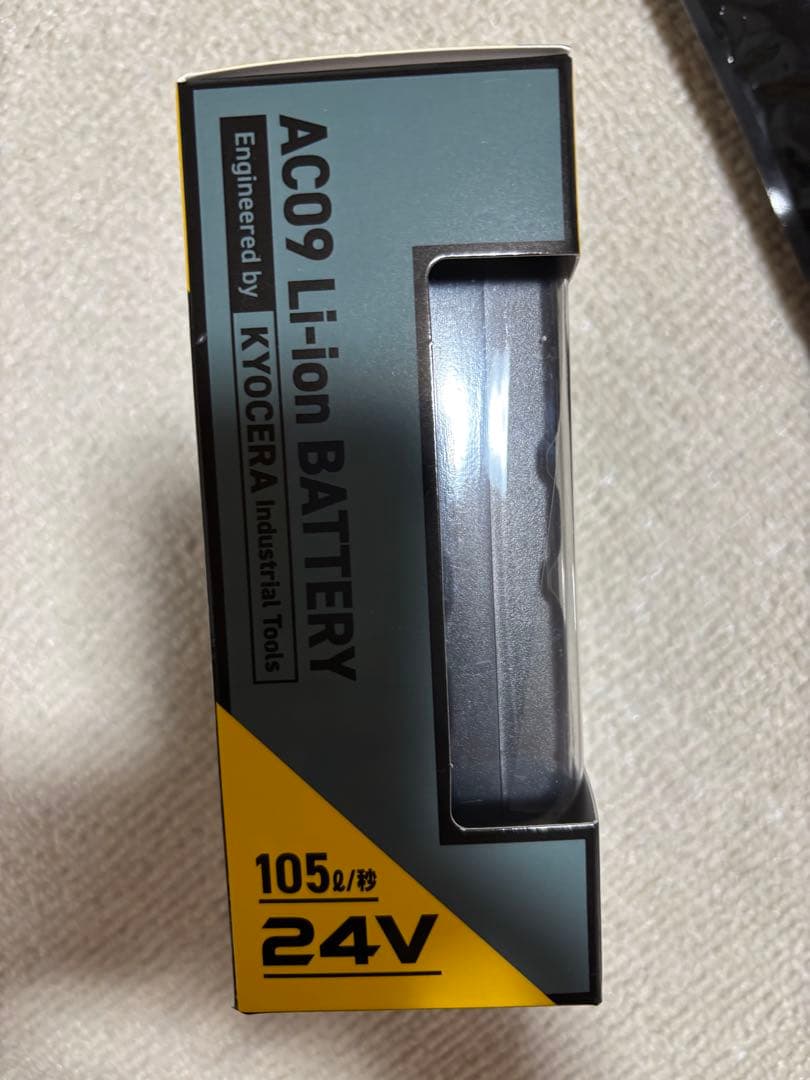 AC09 Li-ion BATTERY
Engineered by KYOCERA Industrial Tools
105ℓ/秒
24V